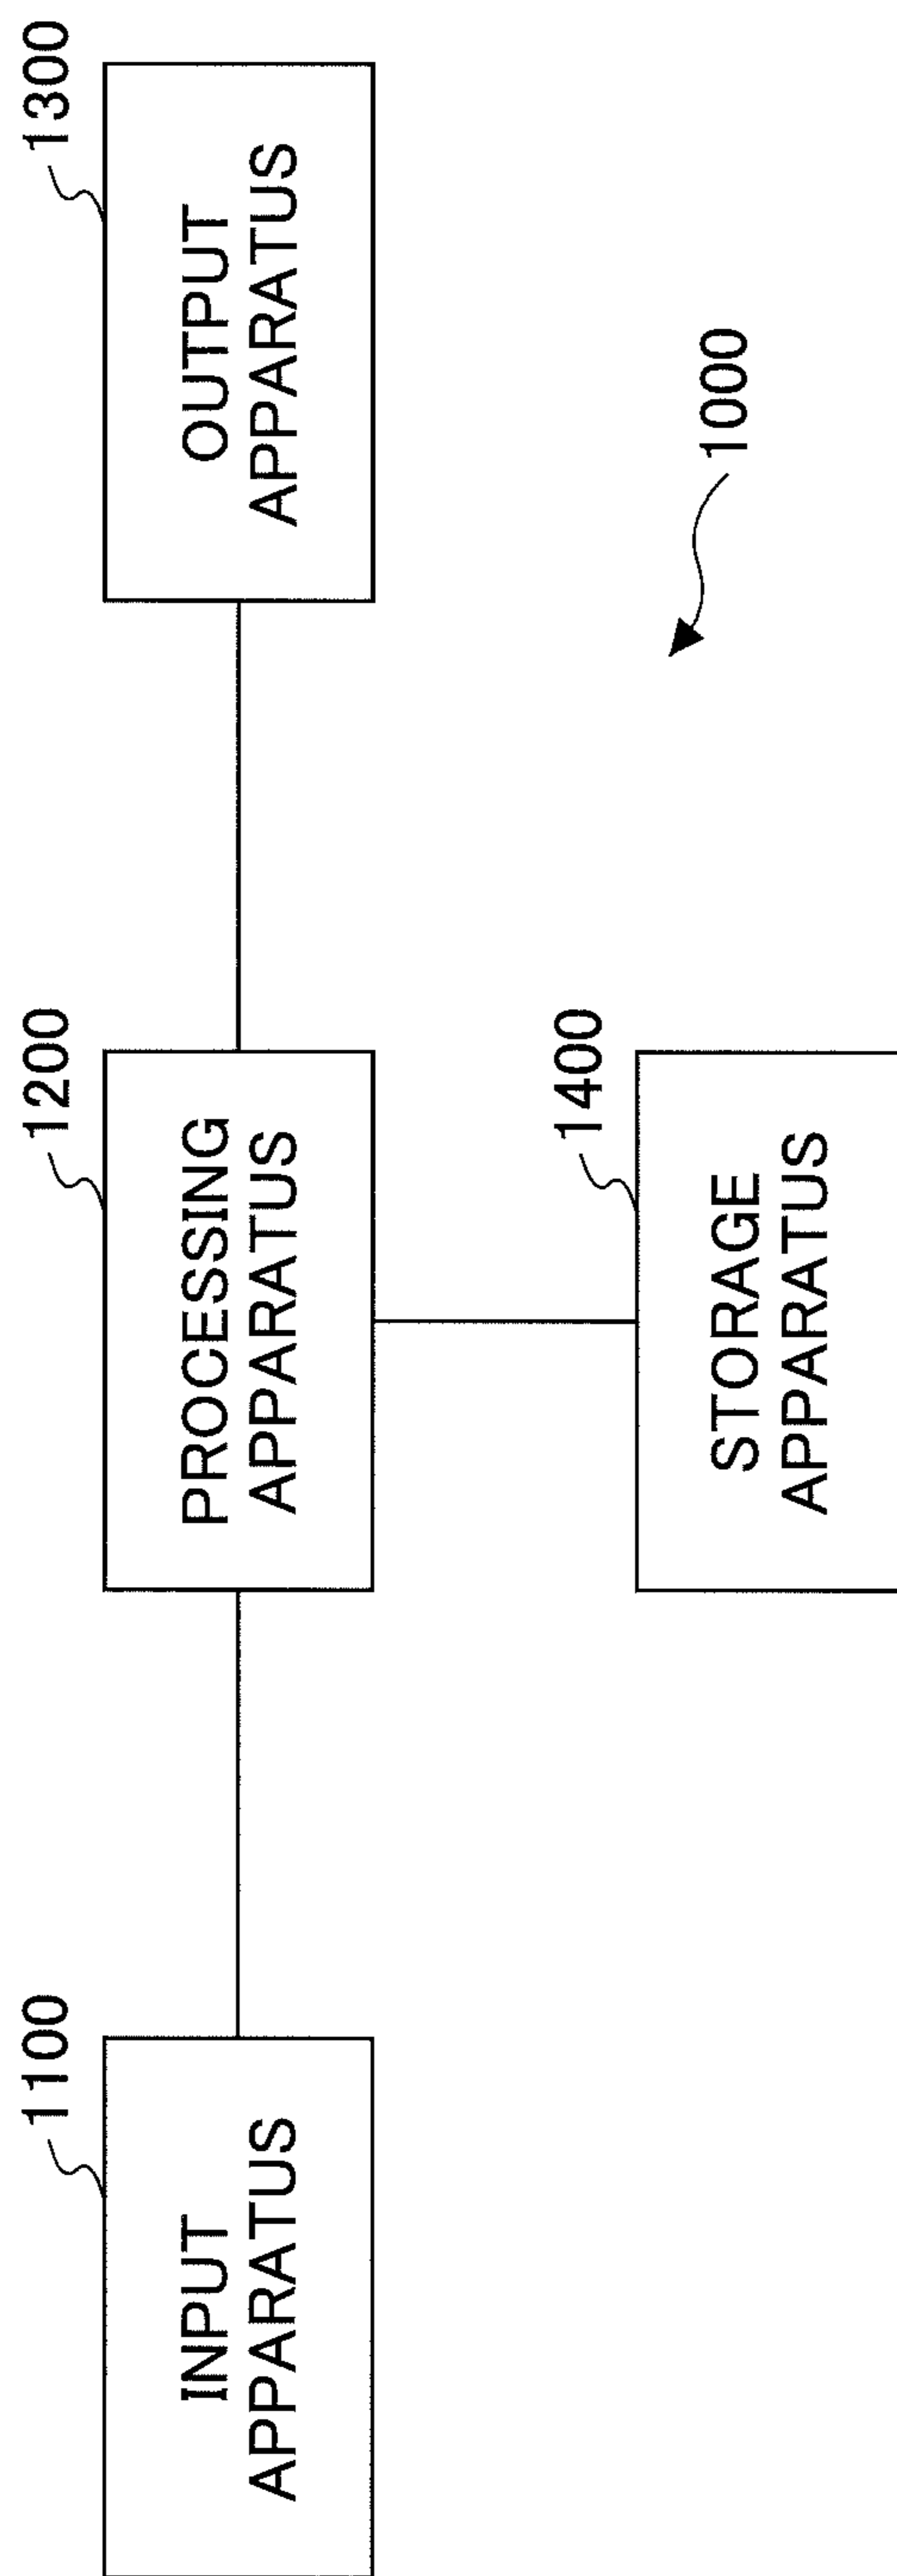 1100
INPUT
APPARATUS
1200
PROCESSING
APPARATUS
1300
OUTPUT
APPARATUS
1400
STORAGE
APPARATUS
1000